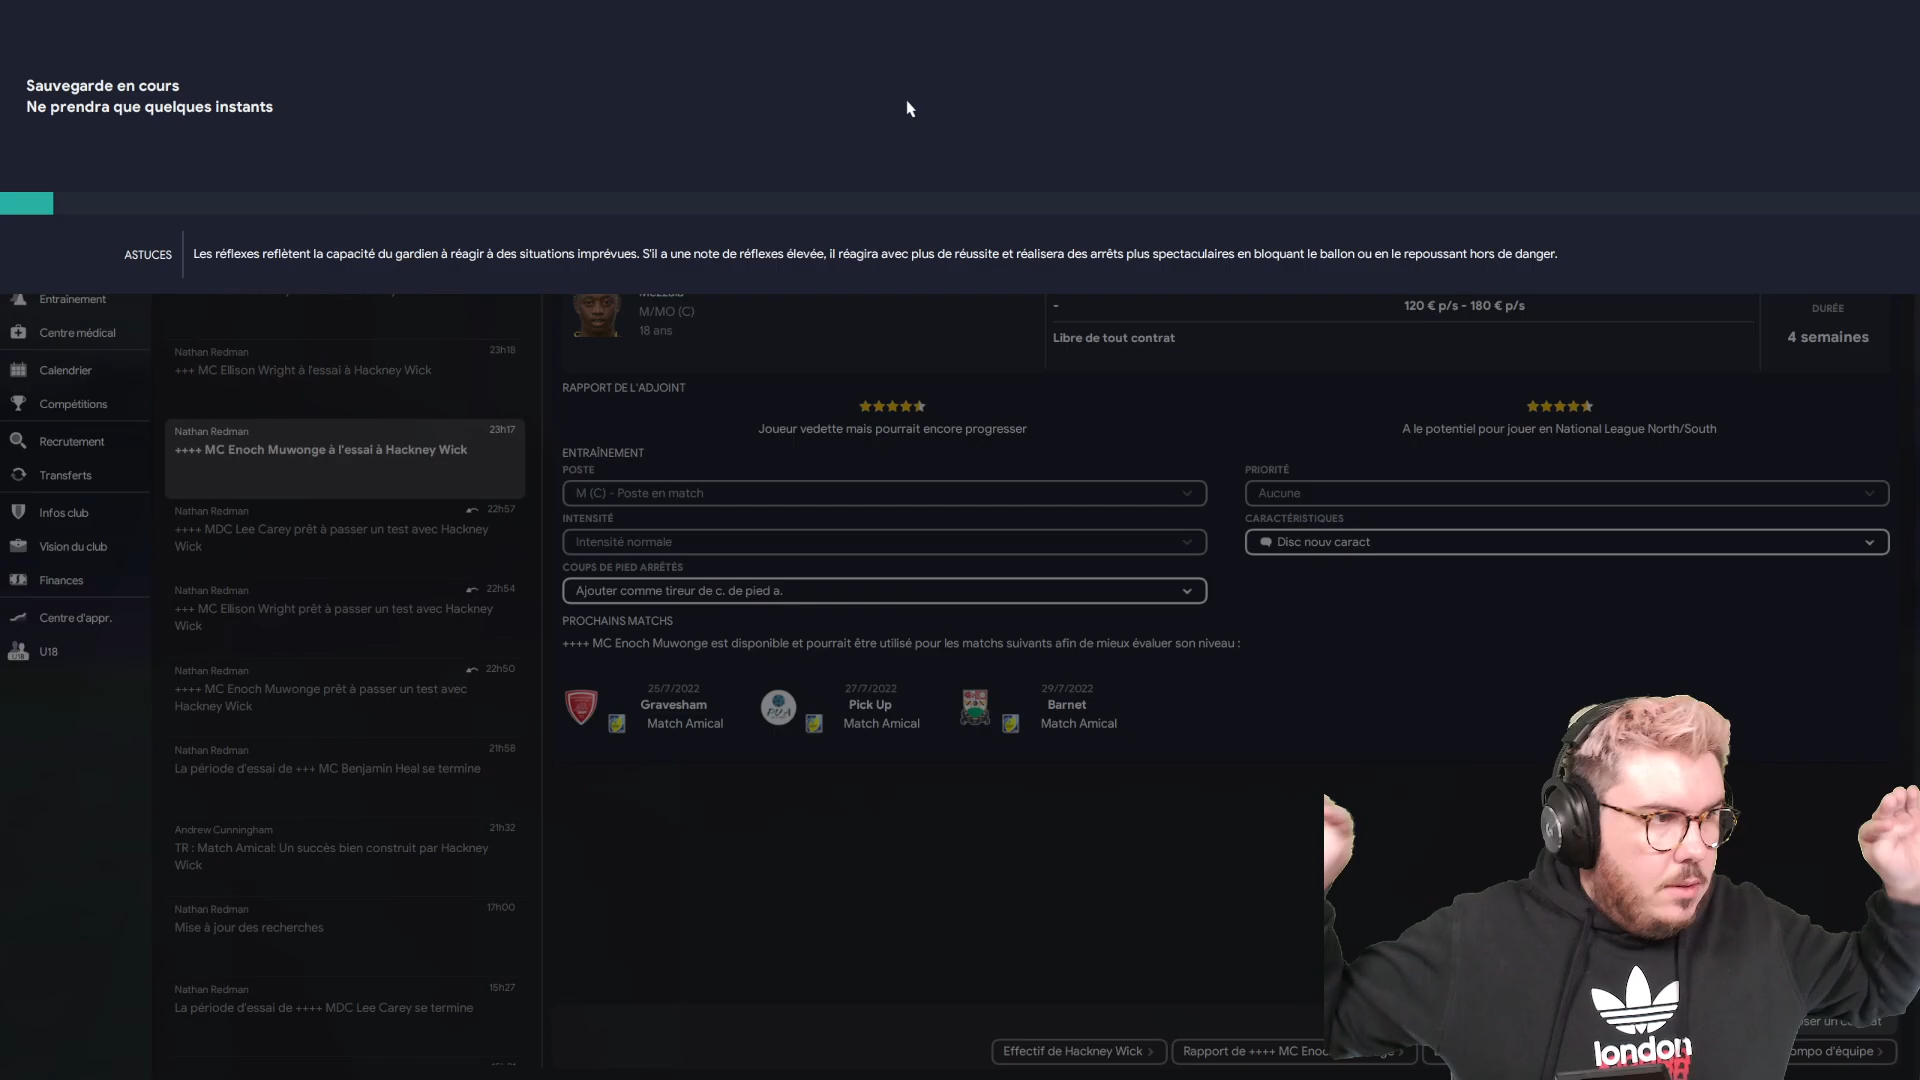 Sauvegarde en cours
Ne prendra que quelques instants
ASTUCES
Les réflexes reflètent la capacité du gardien à réagir à des situations imprévues. S'il a une note de réflexes élevée, il réagira avec plus de réussite et réalisera des arrêts plus spectaculaires en bloquant le ballon ou en le repoussant hors de danger.
Entraînement
Centre médical
Calendrier
Compétitions
Recrutement
Transferts
Infos club
Vision du club
Finances
Centre d'appr.
U18
Nathan Redman 23h18
+++ MC Ellison Wright à l'essai à Hackney Wick
Nathan Redman 23h17
++++ MC Enoch Muwonge à l'essai à Hackney Wick
Nathan Redman 22h57
++++ MDC Lee Carey prêt à passer un test avec Hackney
Wick
Nathan Redman 22h54
+++ MC Ellison Wright prêt à passer un test avec Hackney
Wick
Nathan Redman 22h50
++++ MC Enoch Muwonge prêt à passer un test avec
Hackney Wick
Nathan Redman 21h58
La période d'essai de +++ MC Benjamin Heal se termine
Andrew Cunningham 21h32
TR : Match Amical: Un succès bien construit par Hackney
Wick
Nathan Redman 17h00
Mise à jour des recherches
Nathan Redman 15h27
La période d'essai de ++++ MDC Lee Carey se termine
M/MO (C)
18 ans
-
120 € p/s - 180 € p/s
Libre de tout contrat
DURÉE
4 semaines
RAPPORT DE L'ADJOINT
Joueur vedette mais pourrait encore progresser
A le potentiel pour jouer en National League North/South
ENTRAÎNEMENT
POSTE
M (C) - Poste en match
PRIORITÉ
Aucune
INTENSITÉ
Intensité normale
CARACTÉRISTIQUES
Disc nouv caract
COUPS DE PIED ARRÊTÉS
Ajouter comme tireur de c. de pied a.
PROCHAINS MATCHS
++++ MC Enoch Muwonge est disponible et pourrait être utilisé pour les matchs suivants afin de mieux évaluer son niveau :
25/7/2022
Gravesham
Match Amical
27/7/2022
Pick Up
Match Amical
29/7/2022
Barnet
Match Amical
Effectif de Hackney Wick
Rapport de ++++ MC Enoc
ompo d'équipe
london